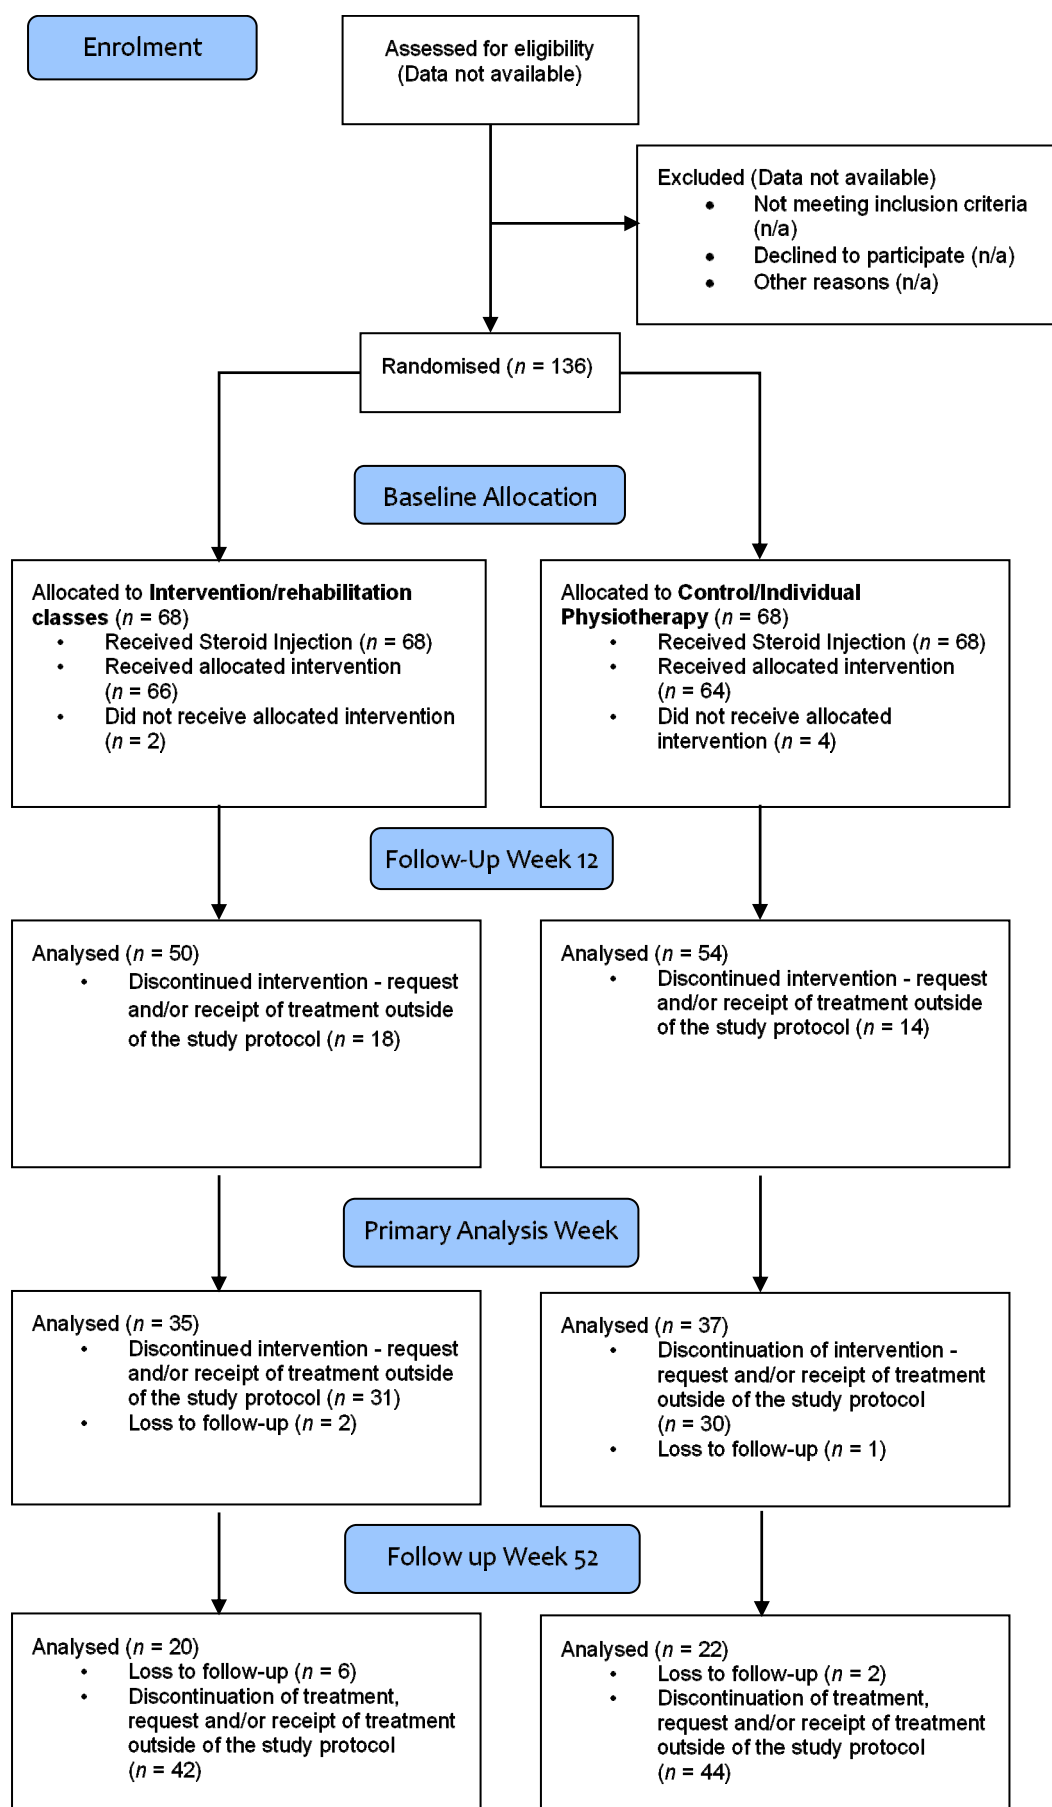 Enrolment
Assessed for eligibility
(Data not available)
Excluded (Data not available)
• Not meeting inclusion criteria
(n/a)
• Declined to participate (n/a)
• Other reasons (n/a)
Randomised (n = 136)
Baseline Allocation
Allocated to Intervention/rehabilitation
classes (n = 68)
• Received Steroid Injection (n = 68)
• Received allocated intervention
(n = 66)
• Did not receive allocated intervention
(n = 2)
Allocated to Control/Individual
Physiotherapy (n = 68)
• Received Steroid Injection (n = 68)
• Received allocated intervention
(n = 64)
• Did not receive allocated
intervention (n = 4)
Follow-Up Week 12
Analysed (n = 50)
• Discontinued intervention - request
and/or receipt of treatment outside
of the study protocol (n = 18)
Analysed (n = 54)
• Discontinued intervention - request
and/or receipt of treatment outside
of the study protocol (n = 14)
Primary Analysis Week
Analysed (n = 35)
• Discontinued intervention - request
and/or receipt of treatment outside
of the study protocol (n = 31)
• Loss to follow-up (n = 2)
Analysed (n = 37)
• Discontinuation of intervention -
request and/or receipt of treatment
outside of the study protocol
(n = 30)
• Loss to follow-up (n = 1)
Follow up Week 52
Analysed (n = 20)
• Loss to follow-up (n = 6)
• Discontinuation of treatment,
request and/or receipt of treatment
outside of the study protocol
(n = 42)
Analysed (n = 22)
• Loss to follow-up (n = 2)
• Discontinuation of treatment,
request and/or receipt of treatment
outside of the study protocol
(n = 44)